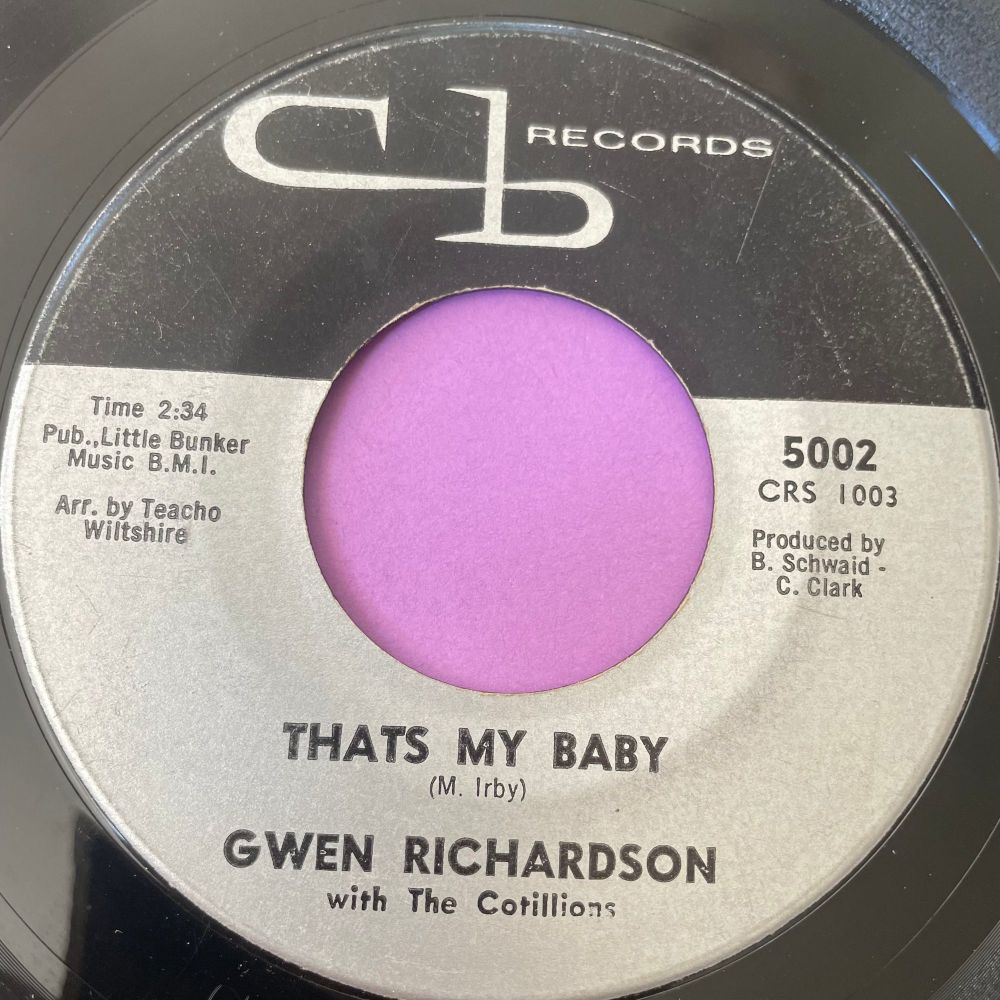 cb RECORDS
Time 2:34
Pub.,Little Bunker
Music B.M.I.
Arr. by Teacho
Wiltshire
5002
CRS 1003
Produced by
B. Schwaid -
C. Clark
THATS MY BABY
(M. Irby)
GWEN RICHARDSON
with The Cotillions